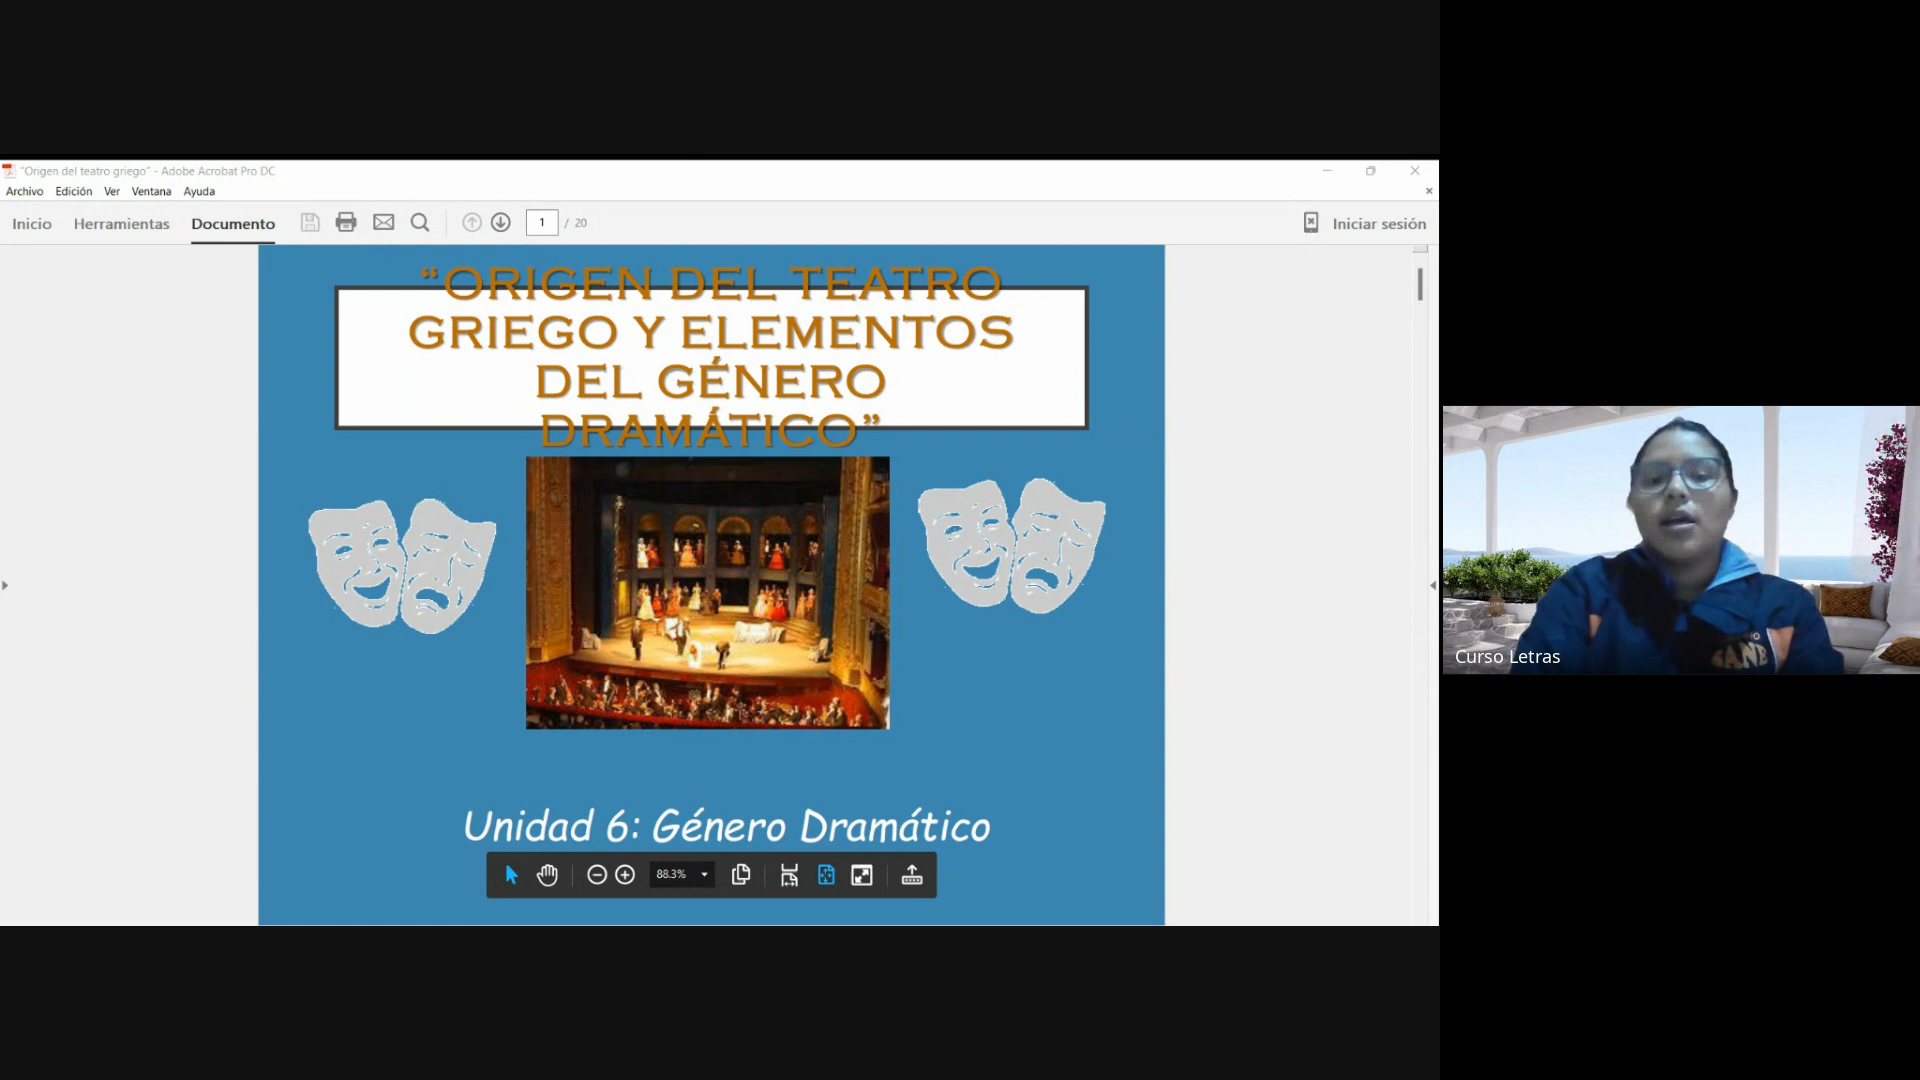 "Origen del teatro griego" - Adobe Acrobat Pro DC
Archivo Edición Ver Ventana Ayuda
Inicio Herramientas Documento 1 / 20 Iniciar sesión
“ORIGEN DEL TEATRO
GRIEGO Y ELEMENTOS
DEL GÉNERO
DRAMÁTICO”
Unidad 6: Género Dramático
88.3%
Curso Letras